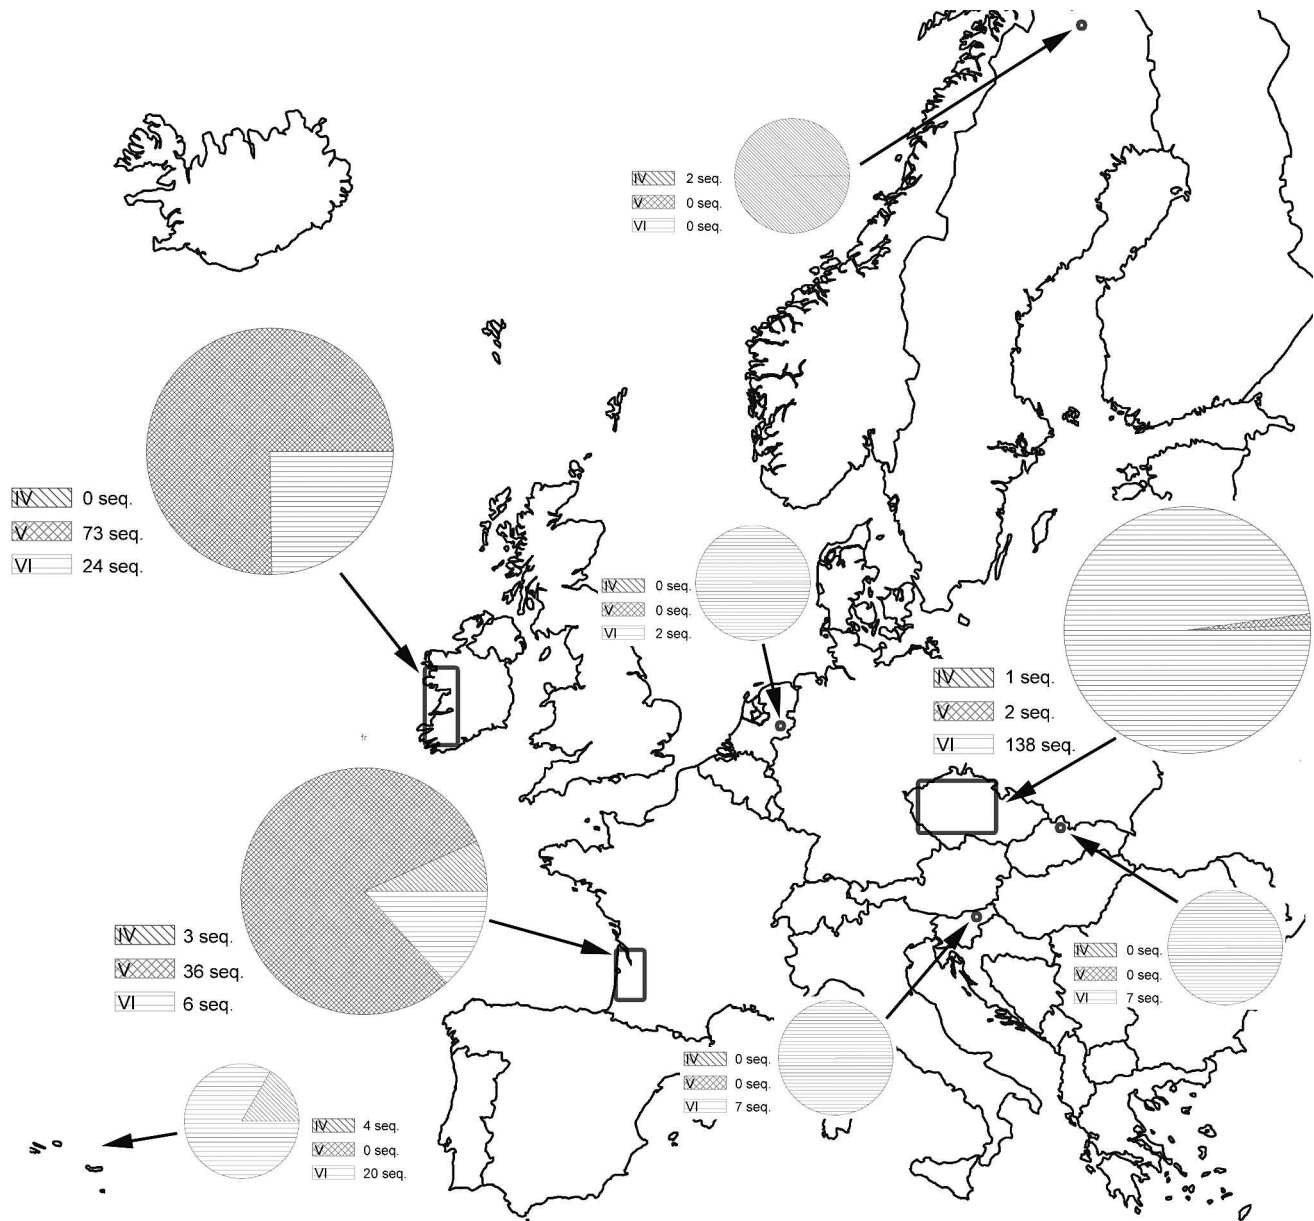 IV 2 seq.
V 0 seq.
VI 0 seq.
IV 0 seq.
V 73 seq.
VI 24 seq.
IV 0 seq.
V 0 seq.
VI 2 seq.
IV 1 seq.
V 2 seq.
VI 138 seq.
fr
IV 3 seq.
V 36 seq.
VI 6 seq.
IV 0 seq.
V 0 seq.
VI 7 seq.
IV 0 seq.
V 0 seq.
VI 7 seq.
IV 4 seq.
V 0 seq.
VI 20 seq.